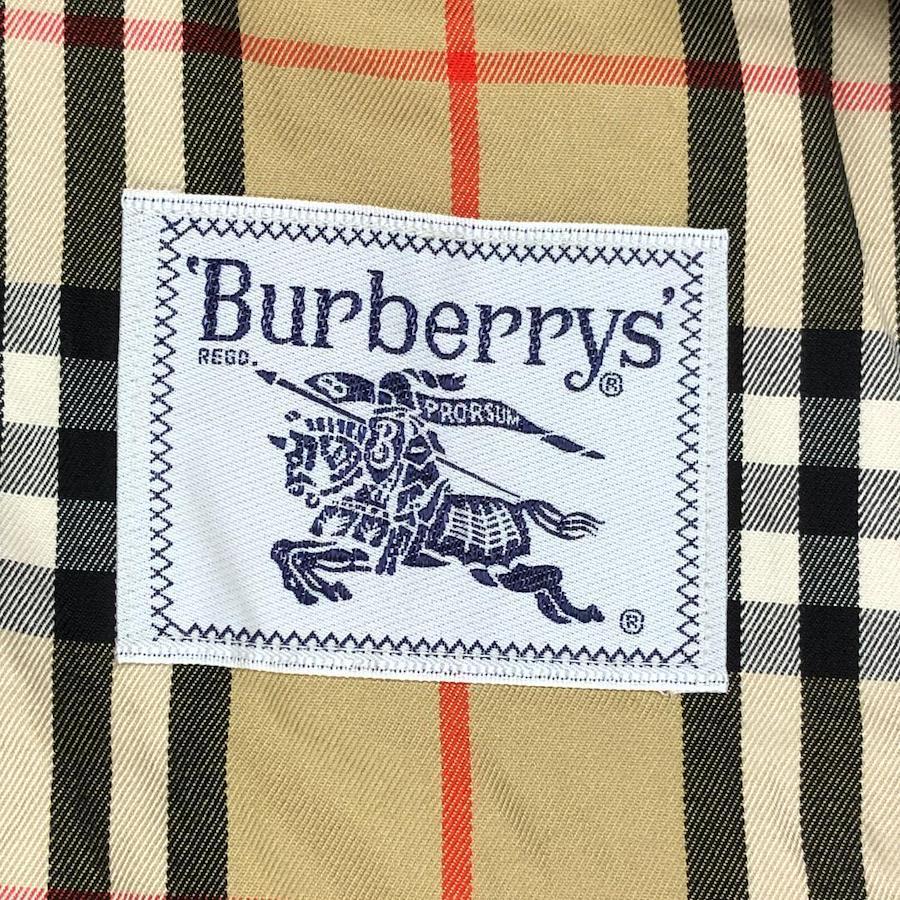 'Burberrys'
REGD. ®
B PRORSUM
B
®